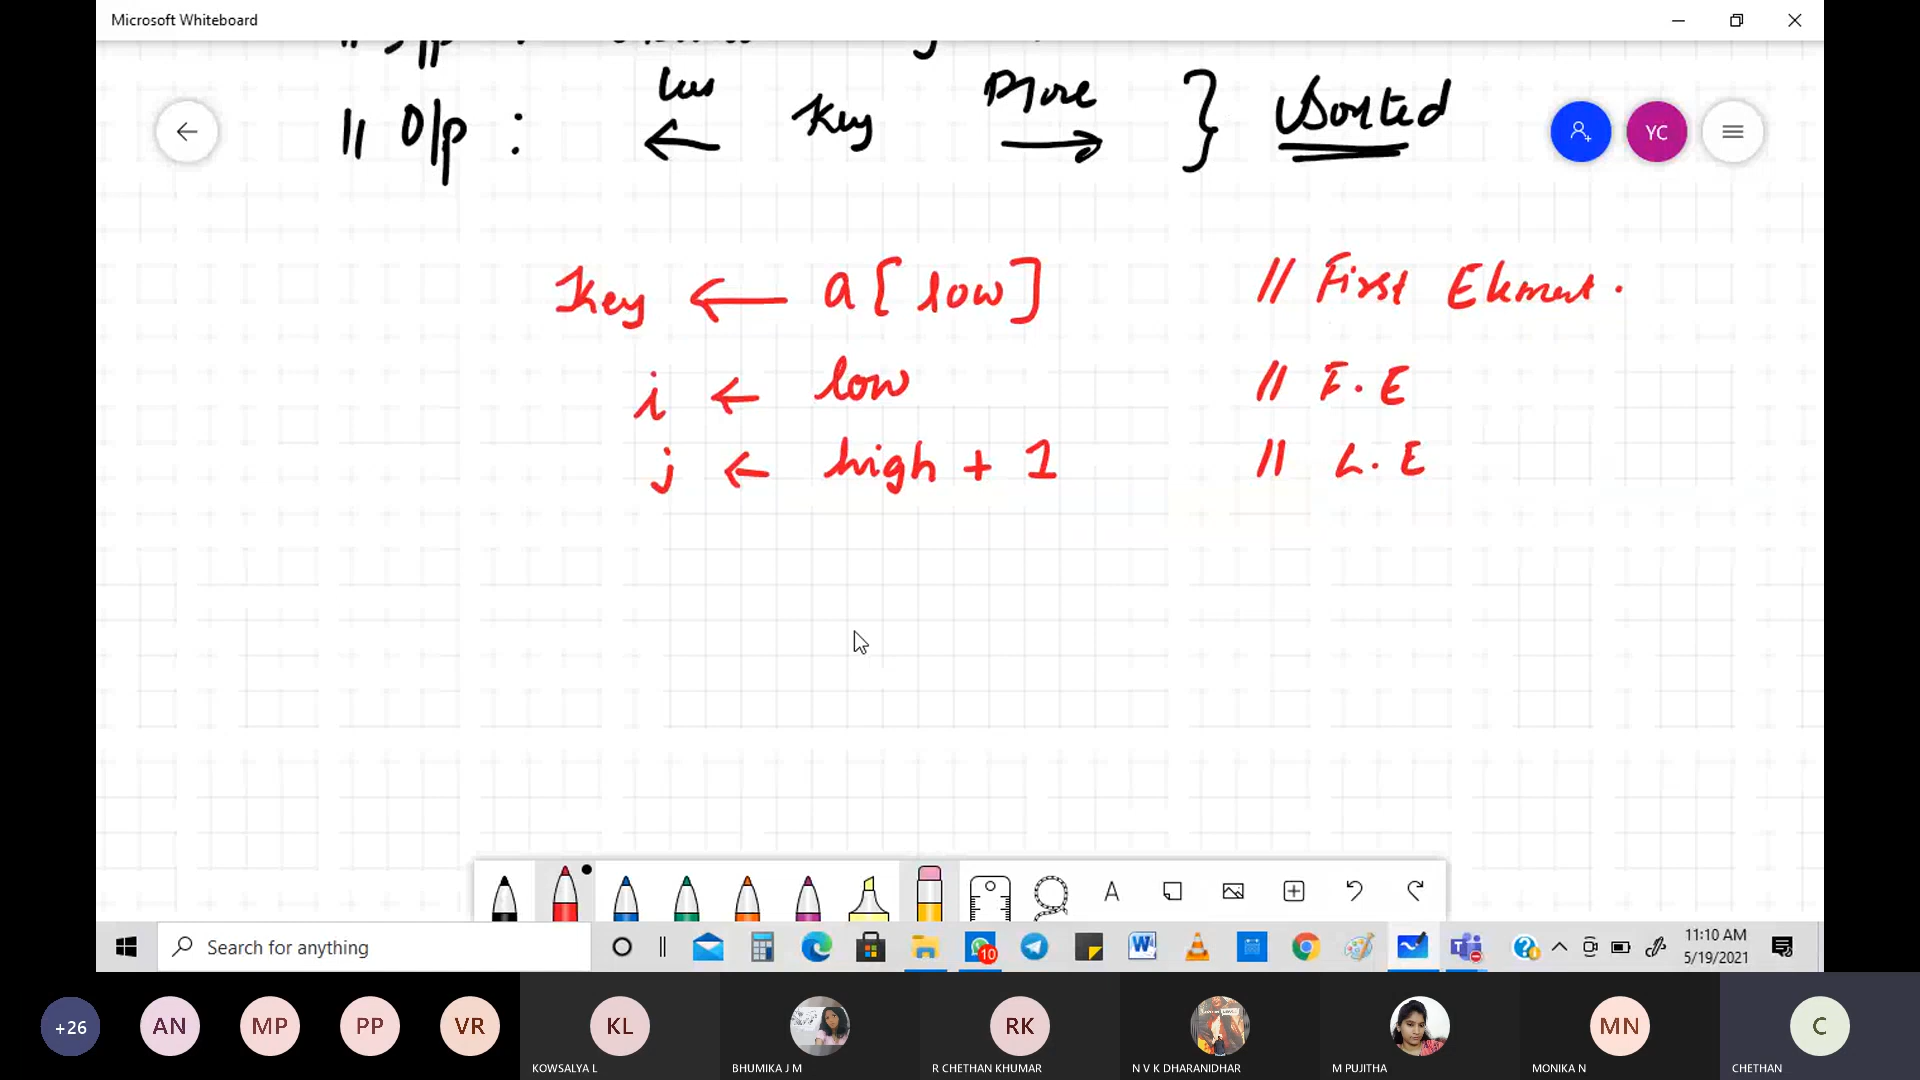 Microsoft Whiteboard
less More
// O/p : ← Key → } Sorted
YC
Key ← a[low] // First Element.
i ← low // F.E
j ← high + 1 // L.E
A
Search for anything
10
11:10 AM
5/19/2021
+26 AN MP PP VR KL RK MN C
KOWSALYA L BHUMIKA J M R CHETHAN KHUMAR N V K DHARANIDHAR M PUJITHA MONIKA N CHETHAN